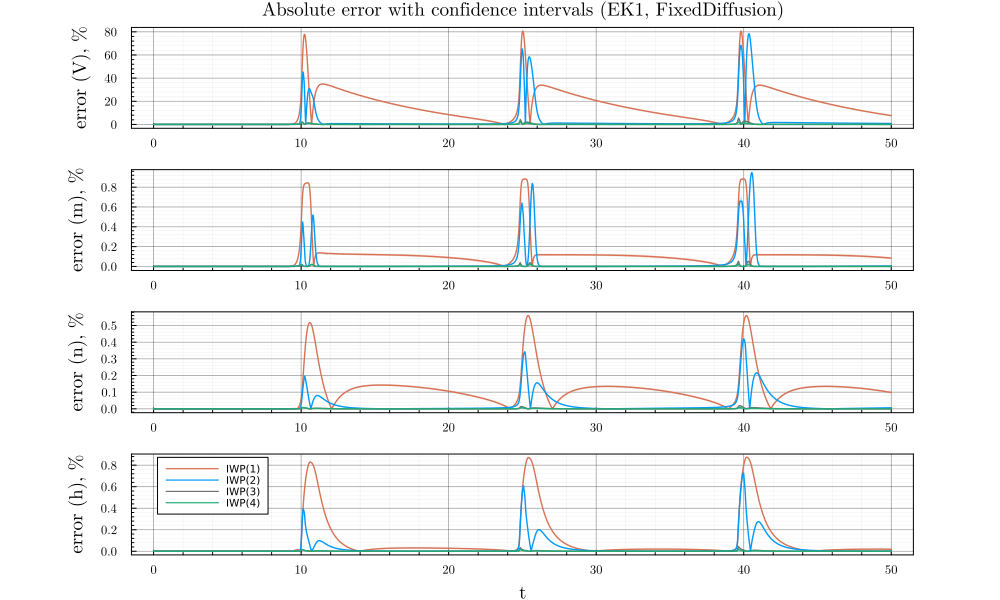 Absolute error with confidence intervals (EK1, FixedDiffusion)
error (V), %
80
60
40
20
0
0 10 20 30 40 50
error (m), %
0.8
0.6
0.4
0.2
0.0
0 10 20 30 40 50
error (n), %
0.5
0.4
0.3
0.2
0.1
0.0
0 10 20 30 40 50
error (h), %
0.8
0.6
0.4
0.2
0.0
IWP(1)
IWP(2)
IWP(3)
IWP(4)
0 10 20 30 40 50
t